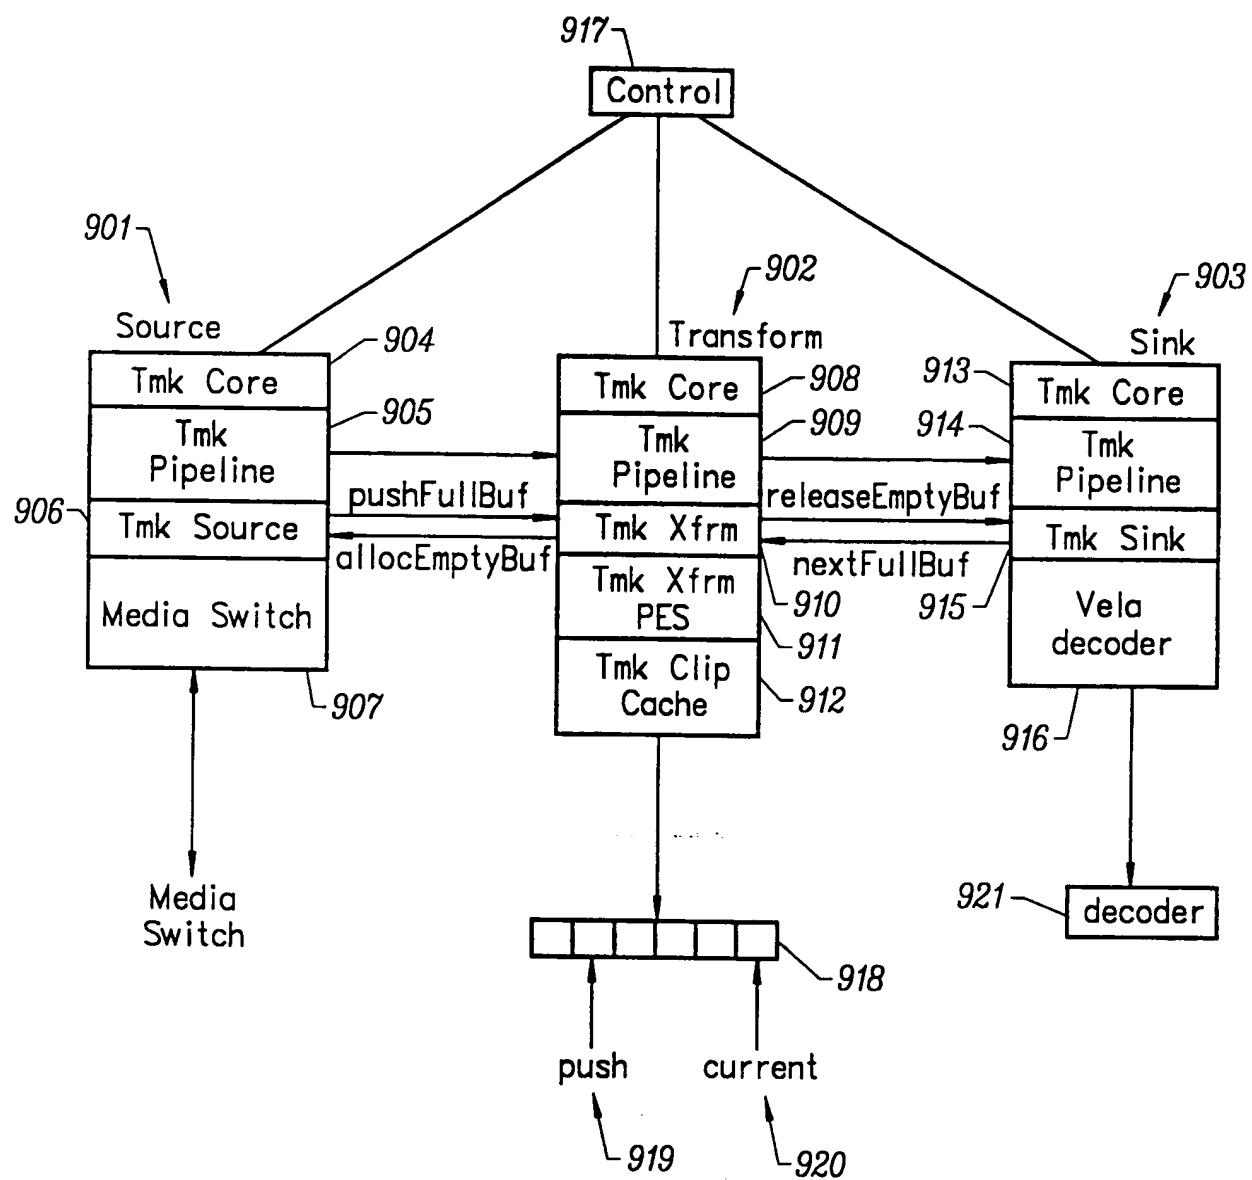 917
Control
901
902
903
Source
Transform
Sink
904
908
913
Tmk Core
Tmk Core
Tmk Core
905
909
914
Tmk
Pipeline
Tmk
Pipeline
Tmk
Pipeline
pushFullBuf
releaseEmptyBuf
906
Tmk Source
Tmk Xfrm
Tmk Sink
allocEmptyBuf
nextFullBuf
910
915
Media Switch
Tmk Xfrm
PES
Vela
decoder
911
907
Tmk Clip
Cache
912
916
Media
Switch
921
decoder
918
push
current
919
920